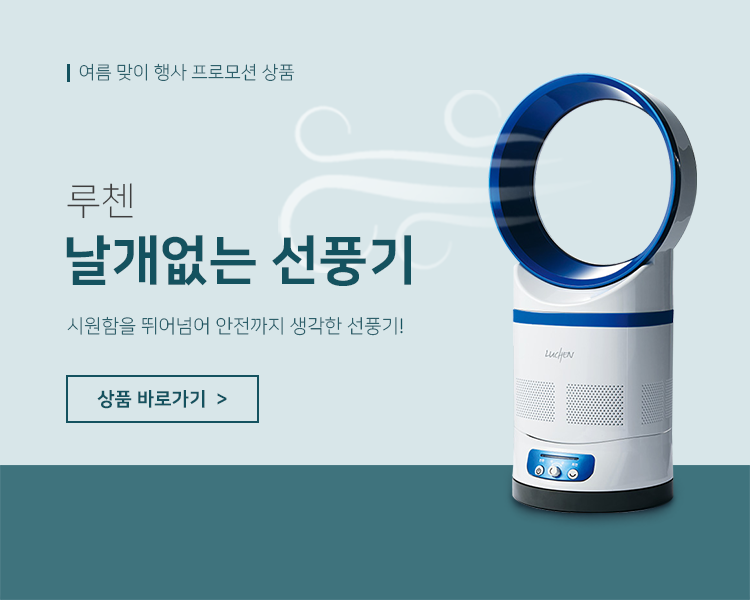 여름 맞이 행사 프로모션 상품
루첸
날개없는 선풍기
시원함을 뛰어넘어 안전까지 생각한 선풍기!
상품 바로가기 >
LUCHEN